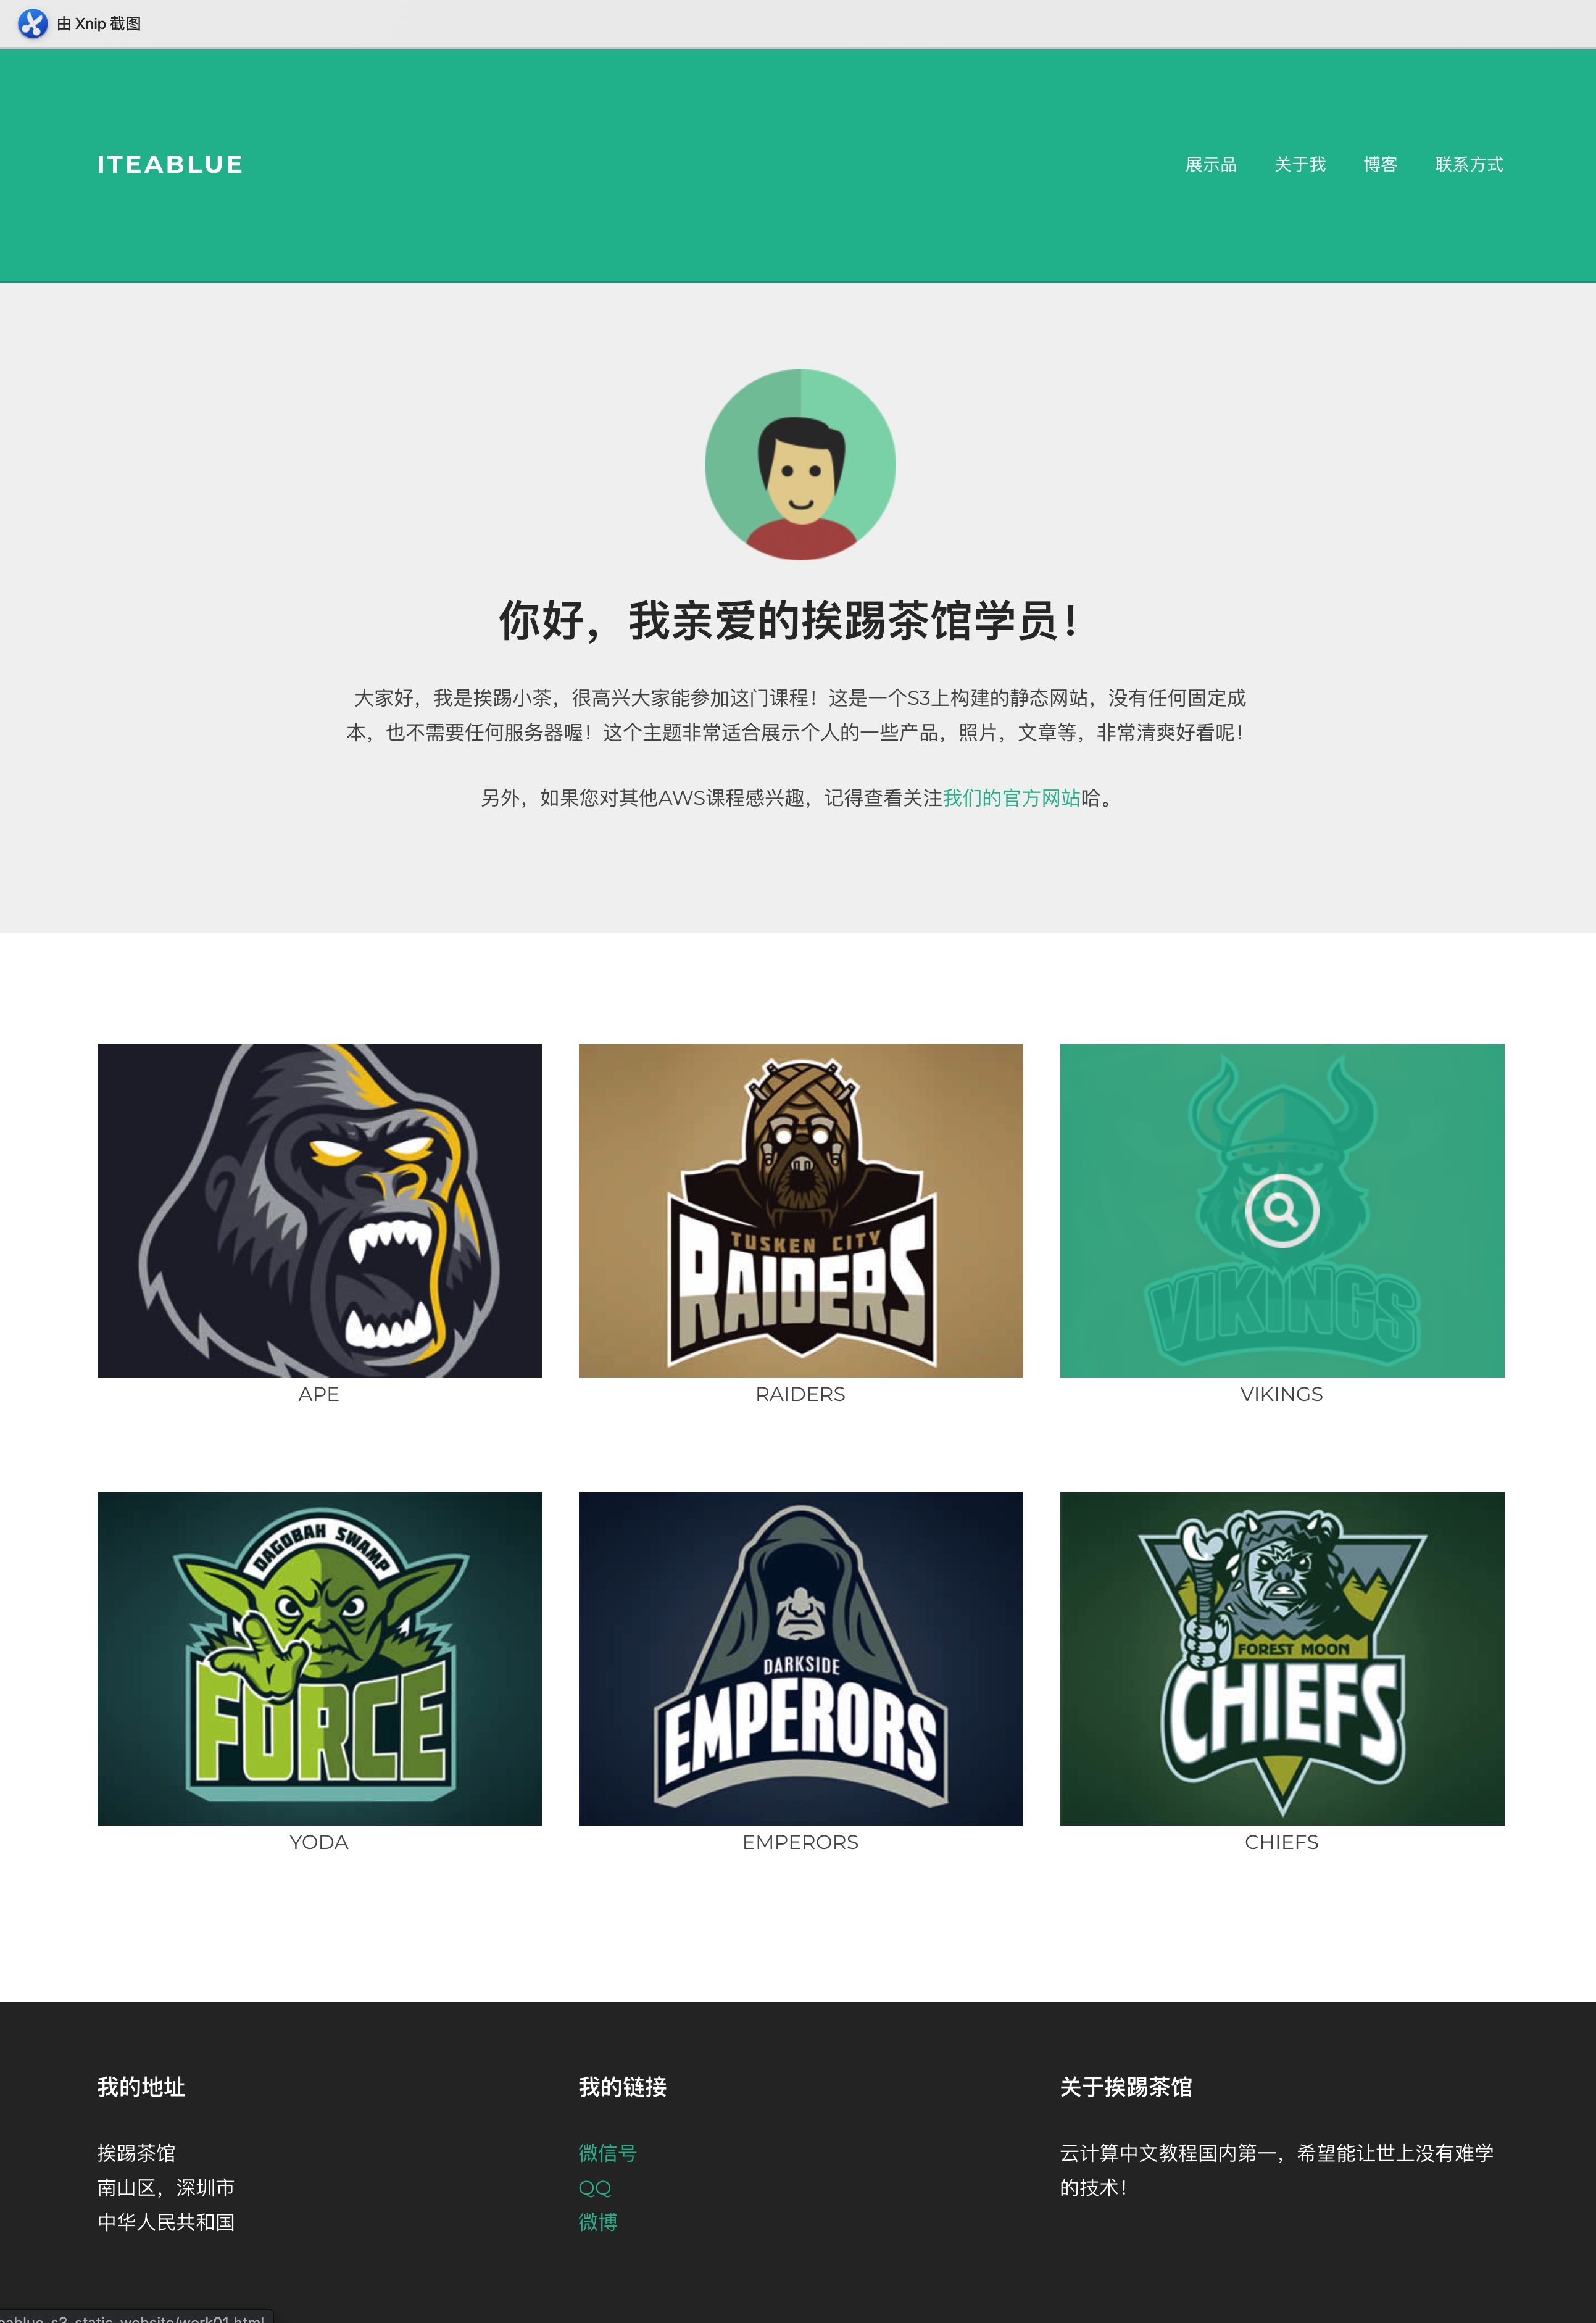 由 Xnip 截图
ITEABLUE
展示品 关于我 博客 联系方式
你好，我亲爱的挨踢茶馆学员！
大家好，我是挨踢小茶，很高兴大家能参加这门课程！这是一个S3上构建的静态网站，没有任何固定成
本，也不需要任何服务器喔！这个主题非常适合展示个人的一些产品，照片，文章等，非常清爽好看呢！
另外，如果您对其他AWS课程感兴趣，记得查看关注我们的官方网站哈。
TUSKEN CITY
RAIDERS
VIKINGS
APE
RAIDERS
VIKINGS
DAGOBAH SWAMP
FORCE
DARKSIDE
EMPERORS
FOREST MOON
CHIEFS
YODA
EMPERORS
CHIEFS
我的地址
挨踢茶馆
南山区，深圳市
中华人民共和国
我的链接
微信号
QQ
微博
关于挨踢茶馆
云计算中文教程国内第一，希望能让世上没有难学
的技术！